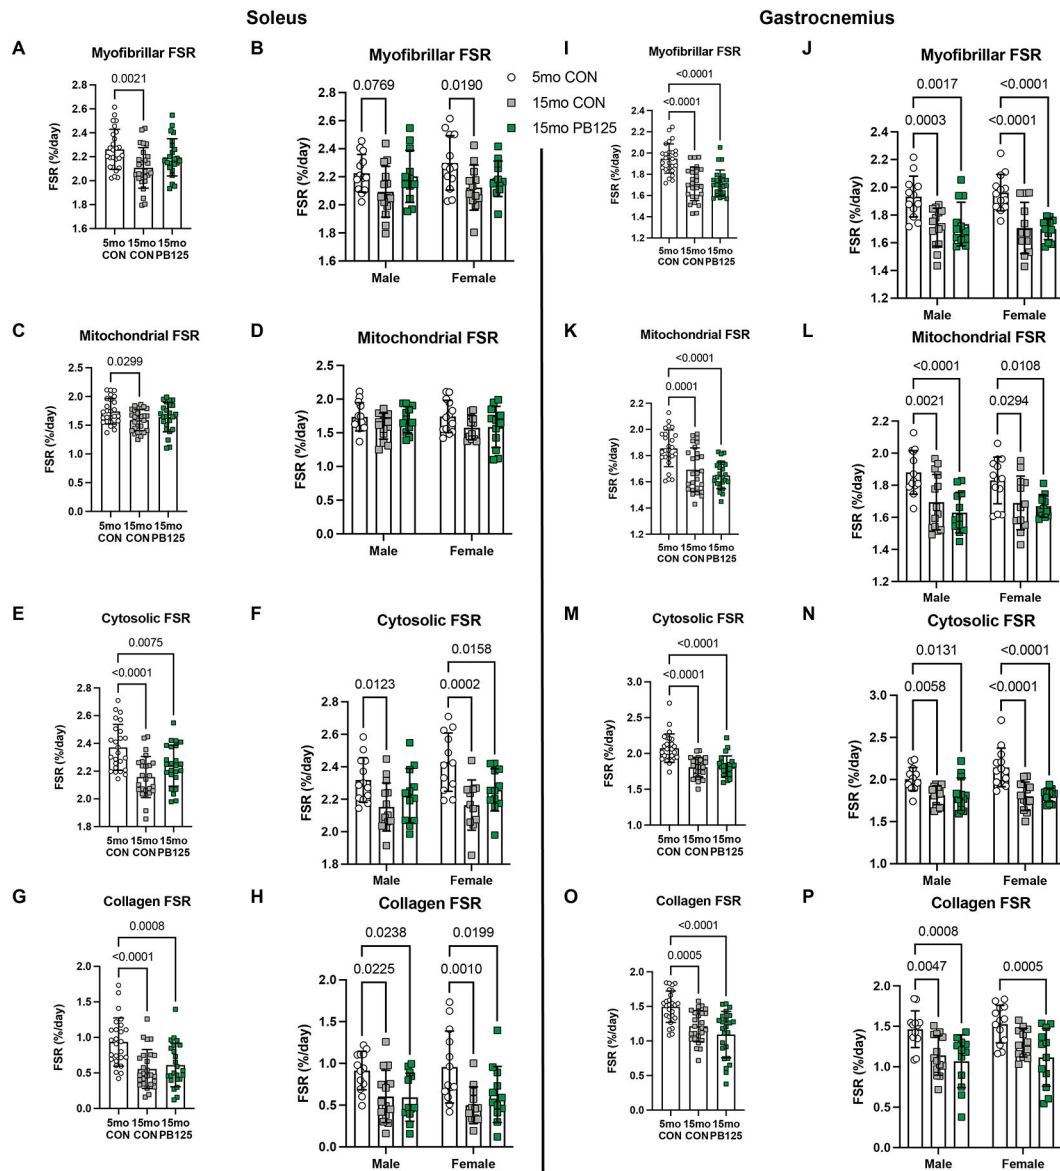 Soleus
Gastrocnemius
A
Myofibrillar FSR
0.0021
FSR (%/day)
2.8
2.6
2.4
2.2
2.0
1.8
1.6
5mo CON
15mo CON
15mo PB125
B
Myofibrillar FSR
0.0769
0.0190
FSR (%/day)
2.8
2.6
2.4
2.2
2.0
1.8
1.6
Male
Female
5mo CON
15mo CON
15mo PB125
I
Myofibrillar FSR
<0.0001
<0.0001
FSR (%/day)
2.4
2.2
2.0
1.8
1.6
1.4
1.2
5mo CON
15mo CON
15mo PB125
J
Myofibrillar FSR
0.0017
<0.0001
0.0003
<0.0001
FSR (%/day)
2.4
2.2
2.0
1.8
1.6
1.4
1.2
Male
Female
C
Mitochondrial FSR
0.0299
FSR (%/day)
2.5
2.0
1.5
1.0
0.5
0.0
5mo CON
15mo CON
15mo PB125
D
Mitochondrial FSR
FSR (%/day)
2.5
2.0
1.5
1.0
0.5
0.0
Male
Female
K
Mitochondrial FSR
<0.0001
0.0001
FSR (%/day)
2.2
2.0
1.8
1.6
1.4
1.2
5mo CON
15mo CON
15mo PB125
L
Mitochondrial FSR
<0.0001
0.0108
0.0021
0.0294
FSR (%/day)
2.2
2.0
1.8
1.6
1.4
1.2
Male
Female
E
Cytosolic FSR
0.0075
<0.0001
FSR (%/day)
2.8
2.6
2.4
2.2
2.0
1.8
5mo CON
15mo CON
15mo PB125
F
Cytosolic FSR
0.0158
0.0123
0.0002
FSR (%/day)
2.8
2.6
2.4
2.2
2.0
1.8
Male
Female
M
Cytosolic FSR
<0.0001
<0.0001
FSR (%/day)
3.0
2.5
2.0
1.5
1.0
5mo CON
15mo CON
15mo PB125
N
Cytosolic FSR
0.0131
<0.0001
0.0058
<0.0001
FSR (%/day)
3.0
2.5
2.0
1.5
1.0
Male
Female
G
Collagen FSR
0.0008
<0.0001
FSR (%/day)
2.0
1.5
1.0
0.5
0.0
5mo CON
15mo CON
15mo PB125
H
Collagen FSR
0.0238
0.0199
0.0225
0.0010
FSR (%/day)
2.0
1.5
1.0
0.5
0.0
Male
Female
O
Collagen FSR
<0.0001
0.0005
FSR (%/day)
2.0
1.5
1.0
0.5
0.0
5mo CON
15mo CON
15mo PB125
P
Collagen FSR
0.0008
0.0047
0.0005
FSR (%/day)
2.0
1.5
1.0
0.5
0.0
Male
Female